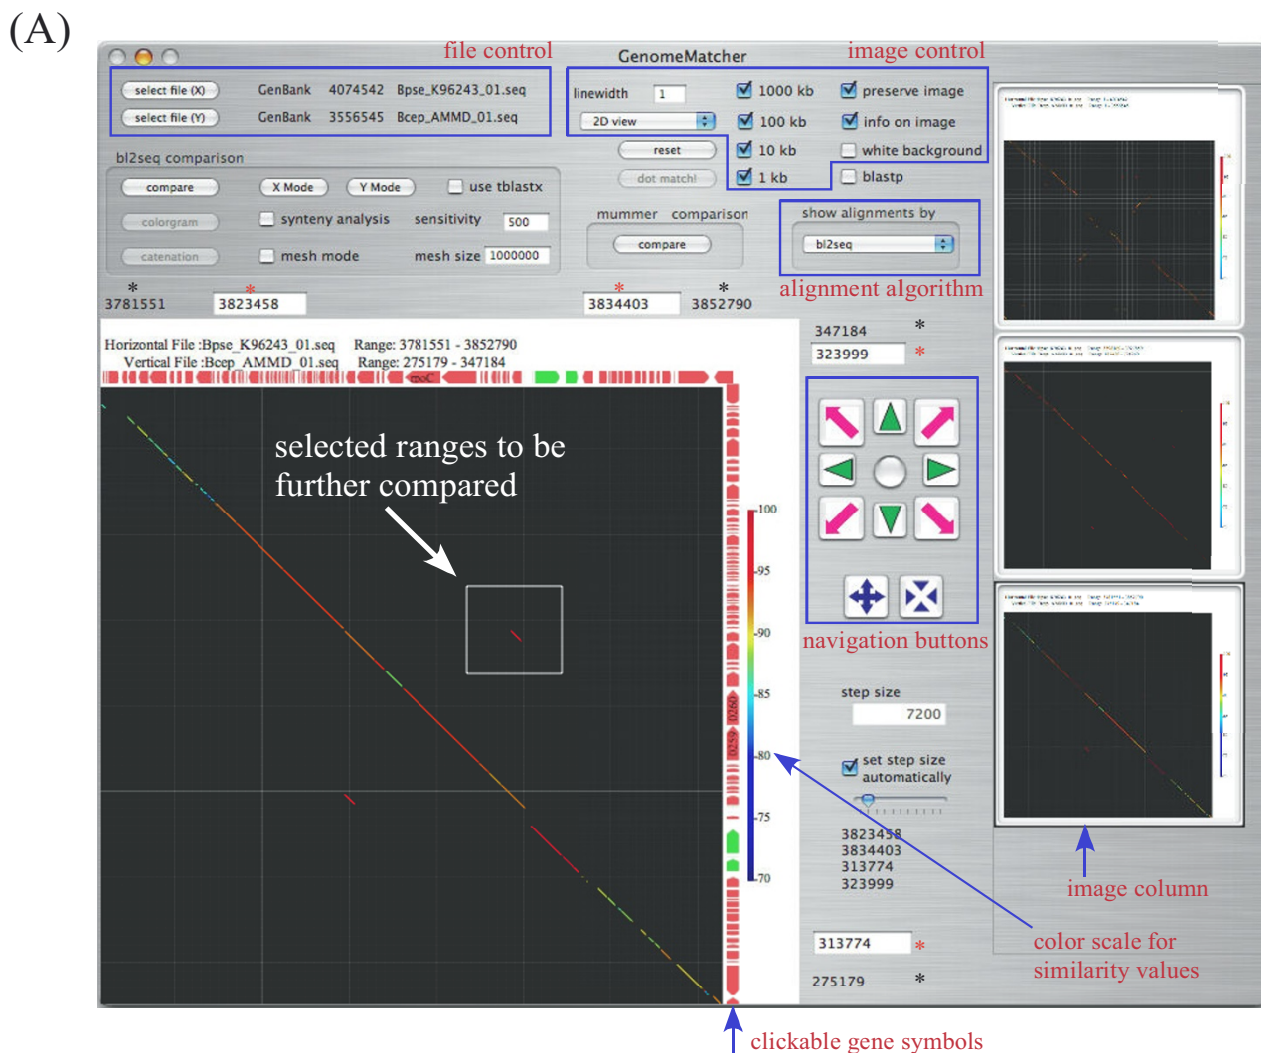 (A)
file control
GenomeMatcher
image control
select file (X) GenBank 4074542 Bpse_K96243_01.seq
select file (Y) GenBank 3556545 Bcep_AMMD_01.seq
linewidth 1
2D view
reset
dot match!
1000 kb
100 kb
10 kb
1 kb
preserve image
info on image
white background
blastp
bl2seq comparison
compare X Mode Y Mode use tblastx
colorgram synteny analysis sensitivity 500
catenation mesh mode mesh size 1000000
mummer comparison
compare
show alignments by
bl2seq
alignment algorithm
* * * *
3781551 3823458 3834403 3852790
347184 *
323999 *
Horizontal File :Bpse_K96243_01.seq Range: 3781551 - 3852790
Vertical File :Bcep_AMMD_01.seq Range: 275179 - 347184
selected ranges to be
further compared
0260
0259
100
95
90
85
80
75
70
navigation buttons
step size
7200
set step size
automatically
3823458
3834403
313774
323999
313774 *
275179 *
image column
color scale for
similarity values
clickable gene symbols